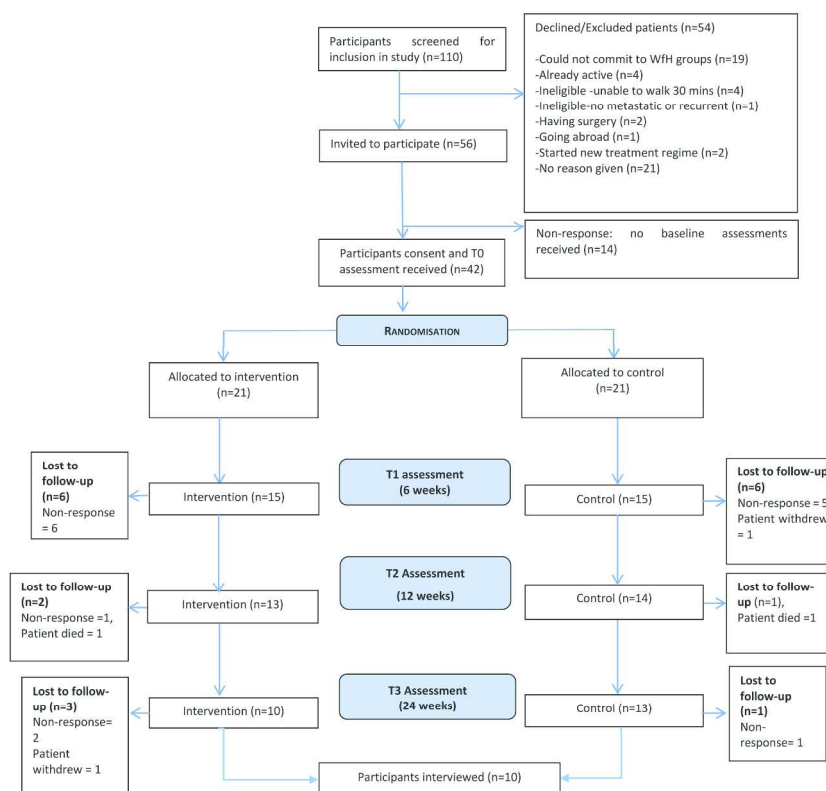 Participants screened for
inclusion in study (n=110)
Declined/Excluded patients (n=54)
-Could not commit to WfH groups (n=19)
-Already active (n=4)
-Ineligible -unable to walk 30 mins (n=4)
-Ineligible-no metastatic or recurrent (n=1)
-Having surgery (n=2)
-Going abroad (n=1)
-Started new treatment regime (n=2)
-No reason given (n=21)
Invited to participate (n=56)
Non-response: no baseline assessments
received (n=14)
Participants consent and T0
assessment received (n=42)
RANDOMISATION
Allocated to intervention
(n=21)
Allocated to control
(n=21)
T1 assessment
(6 weeks)
Lost to
follow-up
(n=6)
Non-response
= 6
Intervention (n=15)
Control (n=15)
Lost to follow-up
(n=6)
Non-response = 5
Patient withdrew
= 1
T2 Assessment
(12 weeks)
Lost to follow-up
(n=2)
Non-response =1,
Patient died = 1
Intervention (n=13)
Control (n=14)
Lost to follow-
up (n=1),
Patient died =1
T3 Assessment
(24 weeks)
Lost to follow-
up (n=3)
Non-response=
2
Patient
withdrew = 1
Intervention (n=10)
Control (n=13)
Lost to
follow-up
(n=1)
Non-
response= 1
Participants interviewed (n=10)